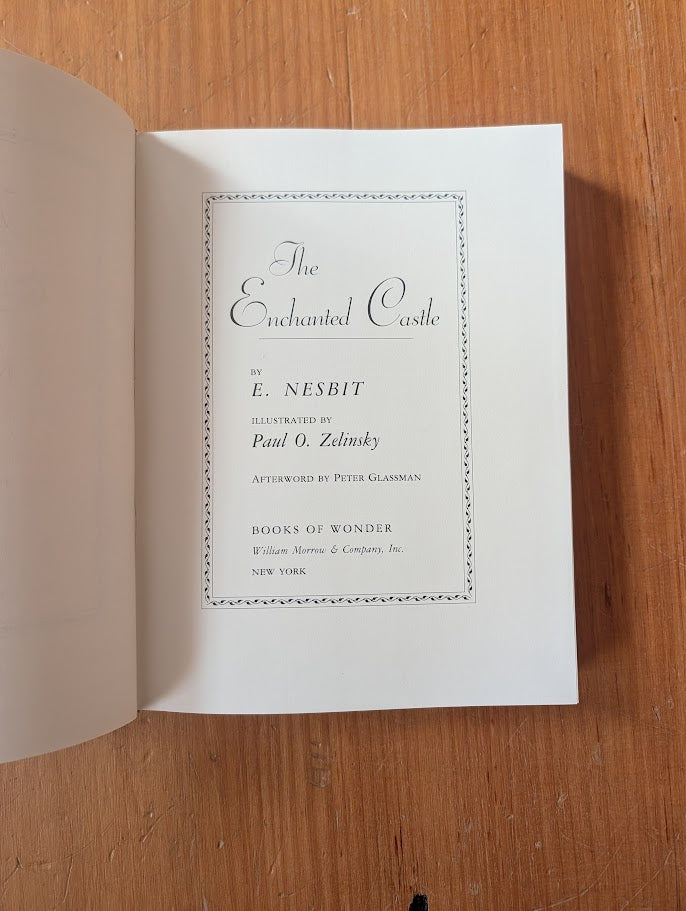 The
Enchanted Castle
BY
E. NESBIT
ILLUSTRATED BY
Paul O. Zelinsky
AFTERWORD BY PETER GLASSMAN
BOOKS OF WONDER
William Morrow & Company, Inc.
NEW YORK